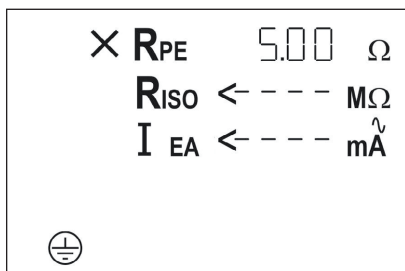 × RPE 5.00 Ω
RISO <---- MΩ
I EA <---- mA